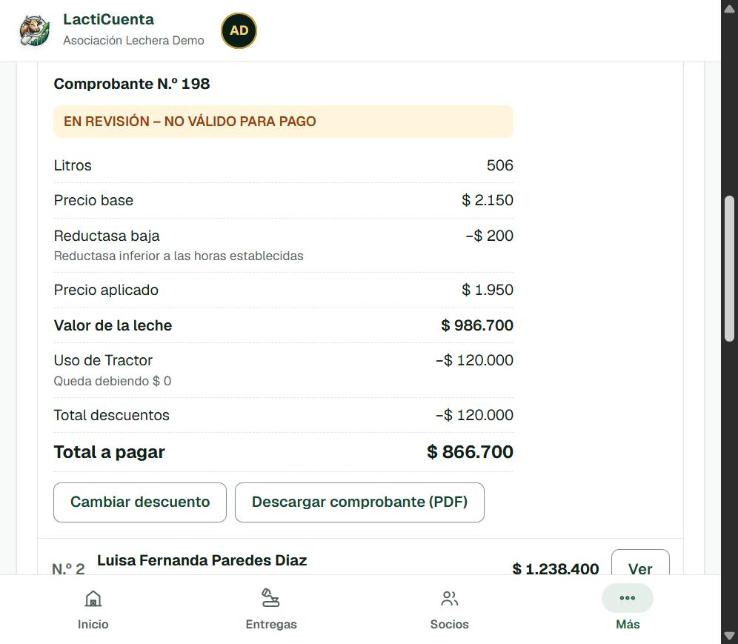 LactiCuenta
Asociación Lechera Demo
AD
Comprobante N.º 198
EN REVISIÓN – NO VÁLIDO PARA PAGO
Litros 506
Precio base $ 2.150
Reductasa baja –$ 200
Reductasa inferior a las horas establecidas
Precio aplicado $ 1.950
Valor de la leche $ 986.700
Uso de Tractor –$ 120.000
Queda debiendo $ 0
Total descuentos –$ 120.000
Total a pagar $ 866.700
Cambiar descuento Descargar comprobante (PDF)
N.º 2 Luisa Fernanda Paredes Diaz $ 1.238.400 Ver
Inicio Entregas Socios Más